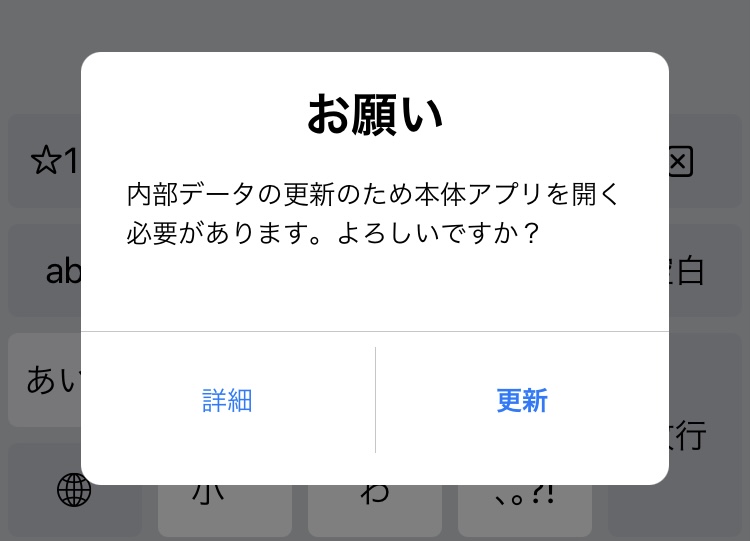 お願い
内部データの更新のため本体アプリを開く
必要があります。よろしいですか？
詳細
更新
☆1
ab
白
あい
行
小
わ
、。?!